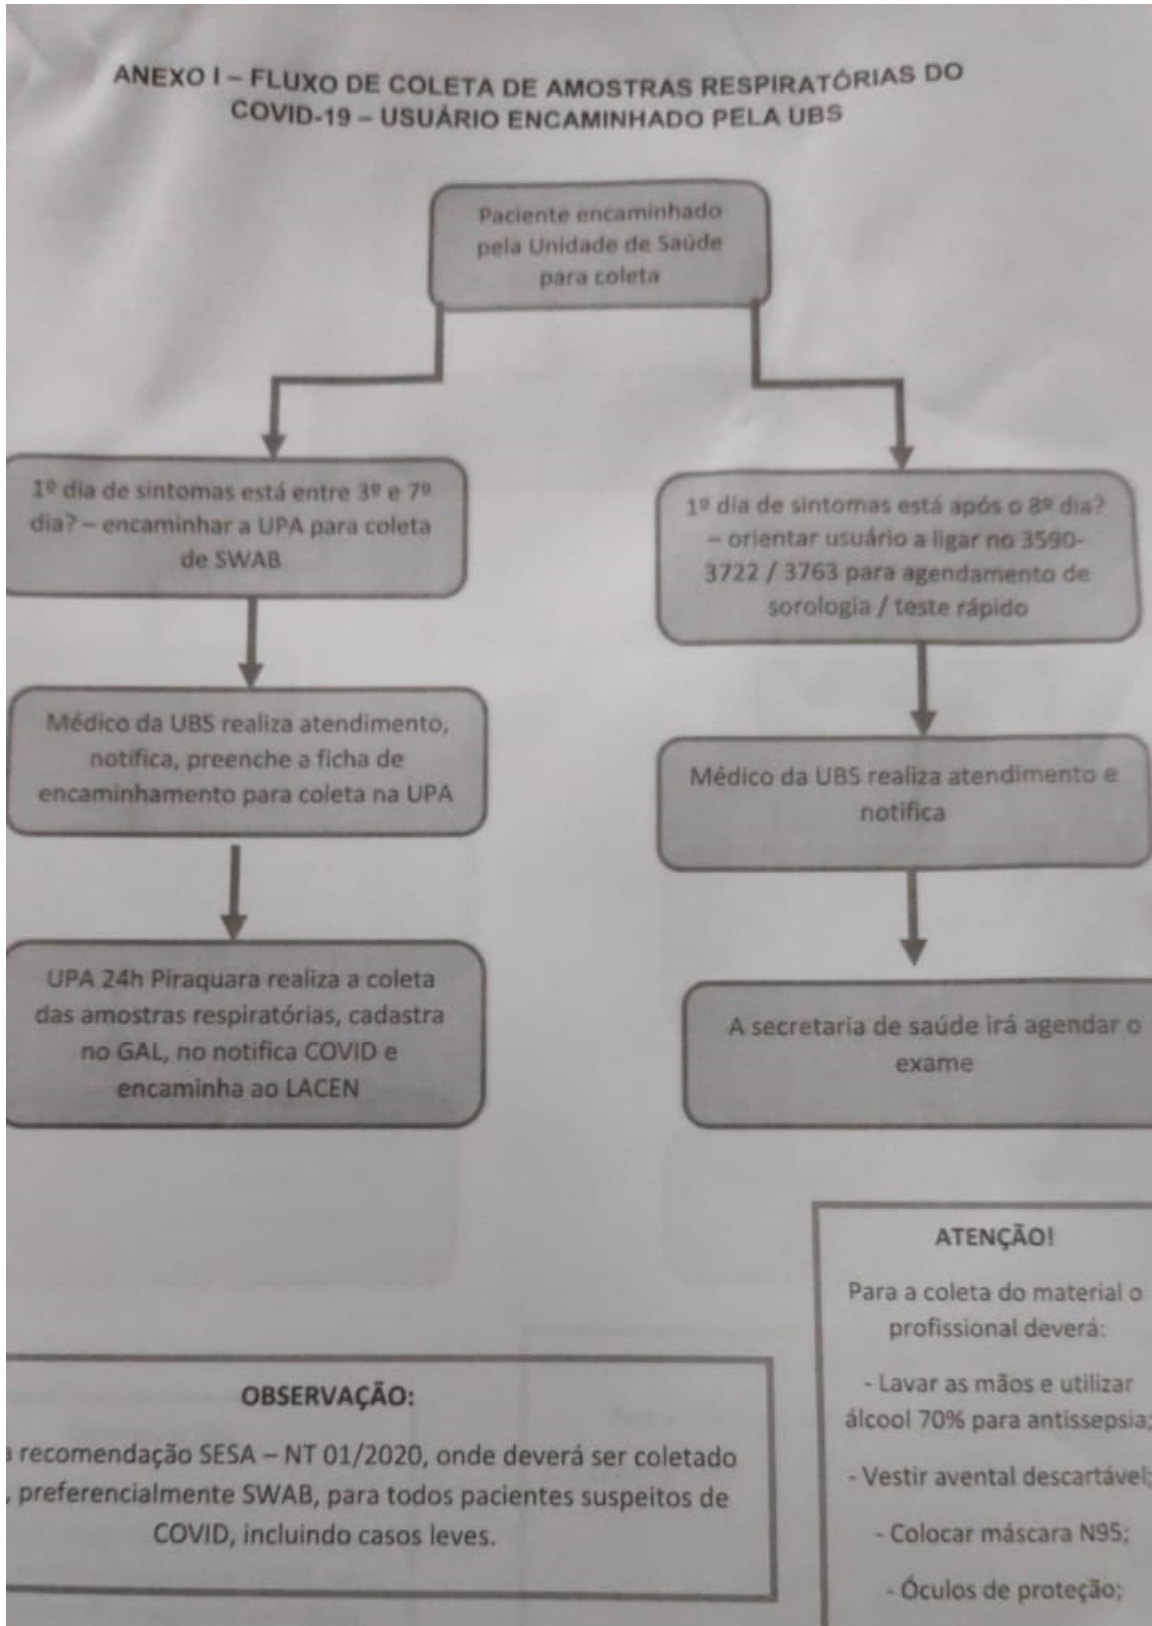 ANEXO I – FLUXO DE COLETA DE AMOSTRAS RESPIRATÓRIAS DO
COVID-19 – USUÁRIO ENCAMINHADO PELA UBS
Paciente encaminhado
pela Unidade de Saúde
para coleta
1º dia de sintomas está entre 3º e 7º
dia? – encaminhar a UPA para coleta
de SWAB
Médico da UBS realiza atendimento,
notifica, preenche a ficha de
encaminhamento para coleta na UPA
UPA 24h Piraquara realiza a coleta
das amostras respiratórias, cadastra
no GAL, no notifica COVID e
encaminha ao LACEN
1º dia de sintomas está após o 8º dia?
– orientar usuário a ligar no 3590-
3722 / 3763 para agendamento de
sorologia / teste rápido
Médico da UBS realiza atendimento e
notifica
A secretaria de saúde irá agendar o
exame
OBSERVAÇÃO:
recomendação SESA – NT 01/2020, onde deverá ser coletado
, preferencialmente SWAB, para todos pacientes suspeitos de
COVID, incluindo casos leves.
ATENÇÃO!
Para a coleta do material o
profissional deverá:
- Lavar as mãos e utilizar
álcool 70% para antissepsia;
- Vestir avental descartável;
- Colocar máscara N95;
- Óculos de proteção;